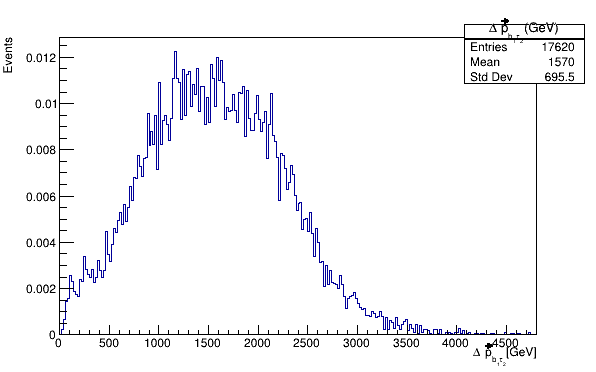 Δ p⃗ b₁τ₂ (GeV)
Entries 17620
Mean 1570
Std Dev 695.5
Events
0.012
0.01
0.008
0.006
0.004
0.002
0
0 500 1000 1500 2000 2500 3000 3500 4000 4500
Δ p⃗ b₁τ₂ [GeV]